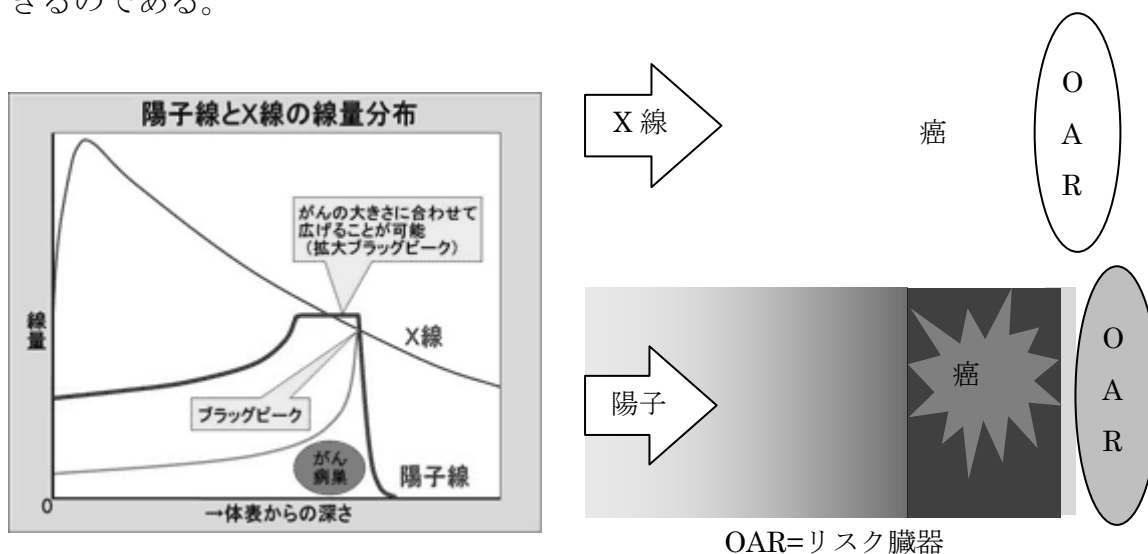 さるのである。
陽子線とX線の線量分布
がんの大きさに合わせて
広げることが可能
（拡大ブラッグピーク）
線量
X線
ブラッグピーク
がん
病巣
陽子線
0
→体表からの深さ
X 線
癌
O
A
R
陽子
癌
O
A
R
OAR=リスク臓器